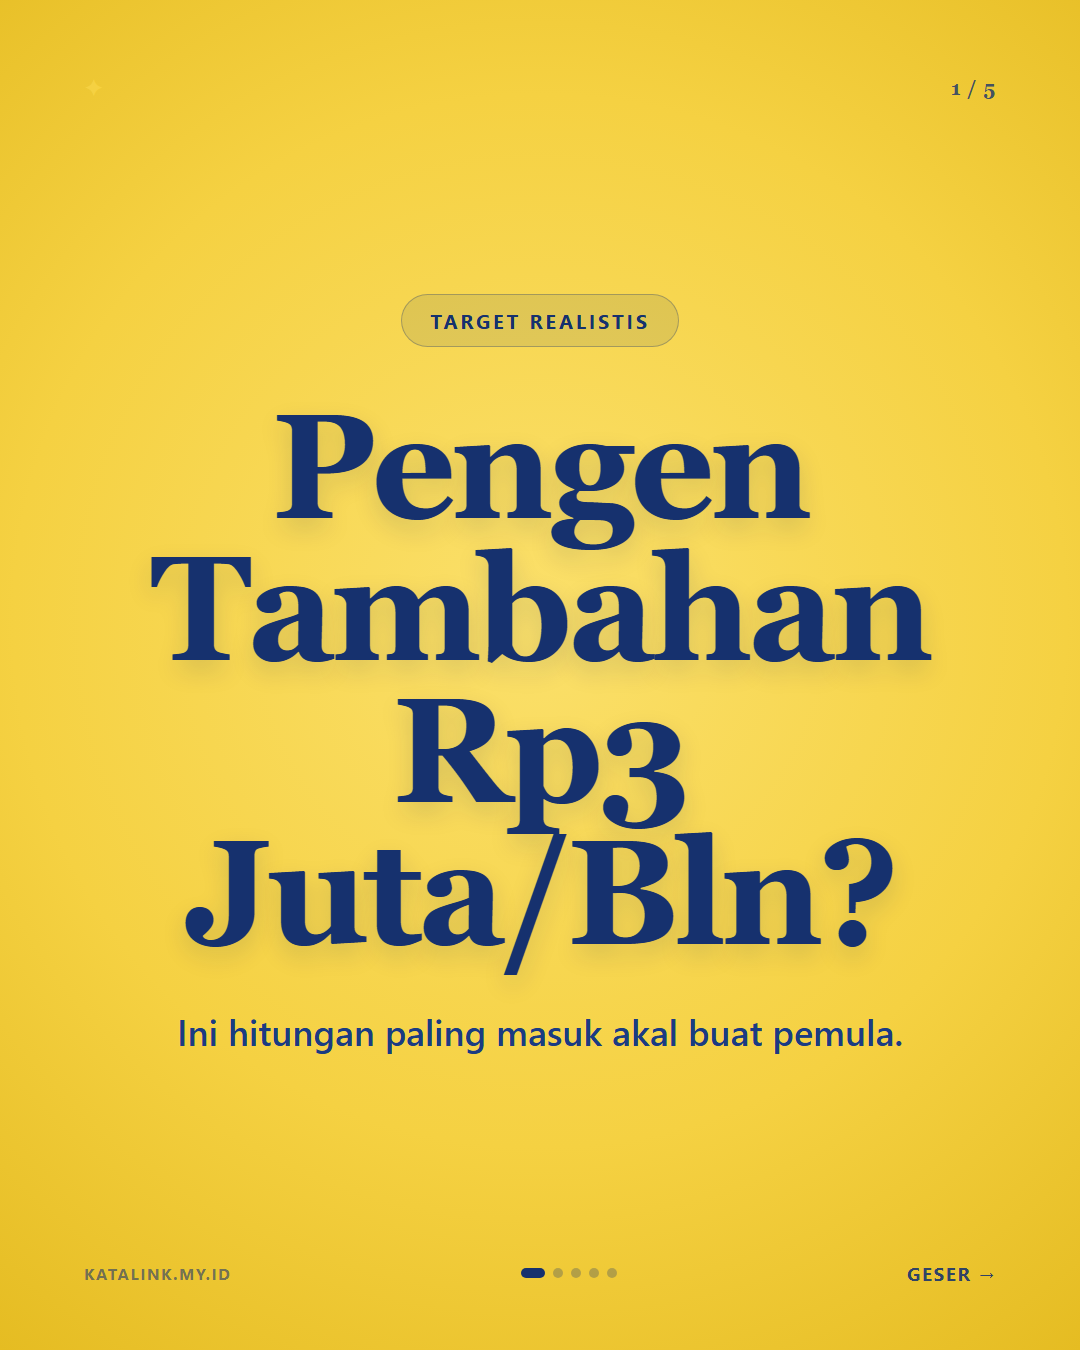 1 / 5
TARGET REALISTIS
Pengen
Tambahan
Rp3
Juta/Bln?
Ini hitungan paling masuk akal buat pemula.
KATALINK.MY.ID
GESER →